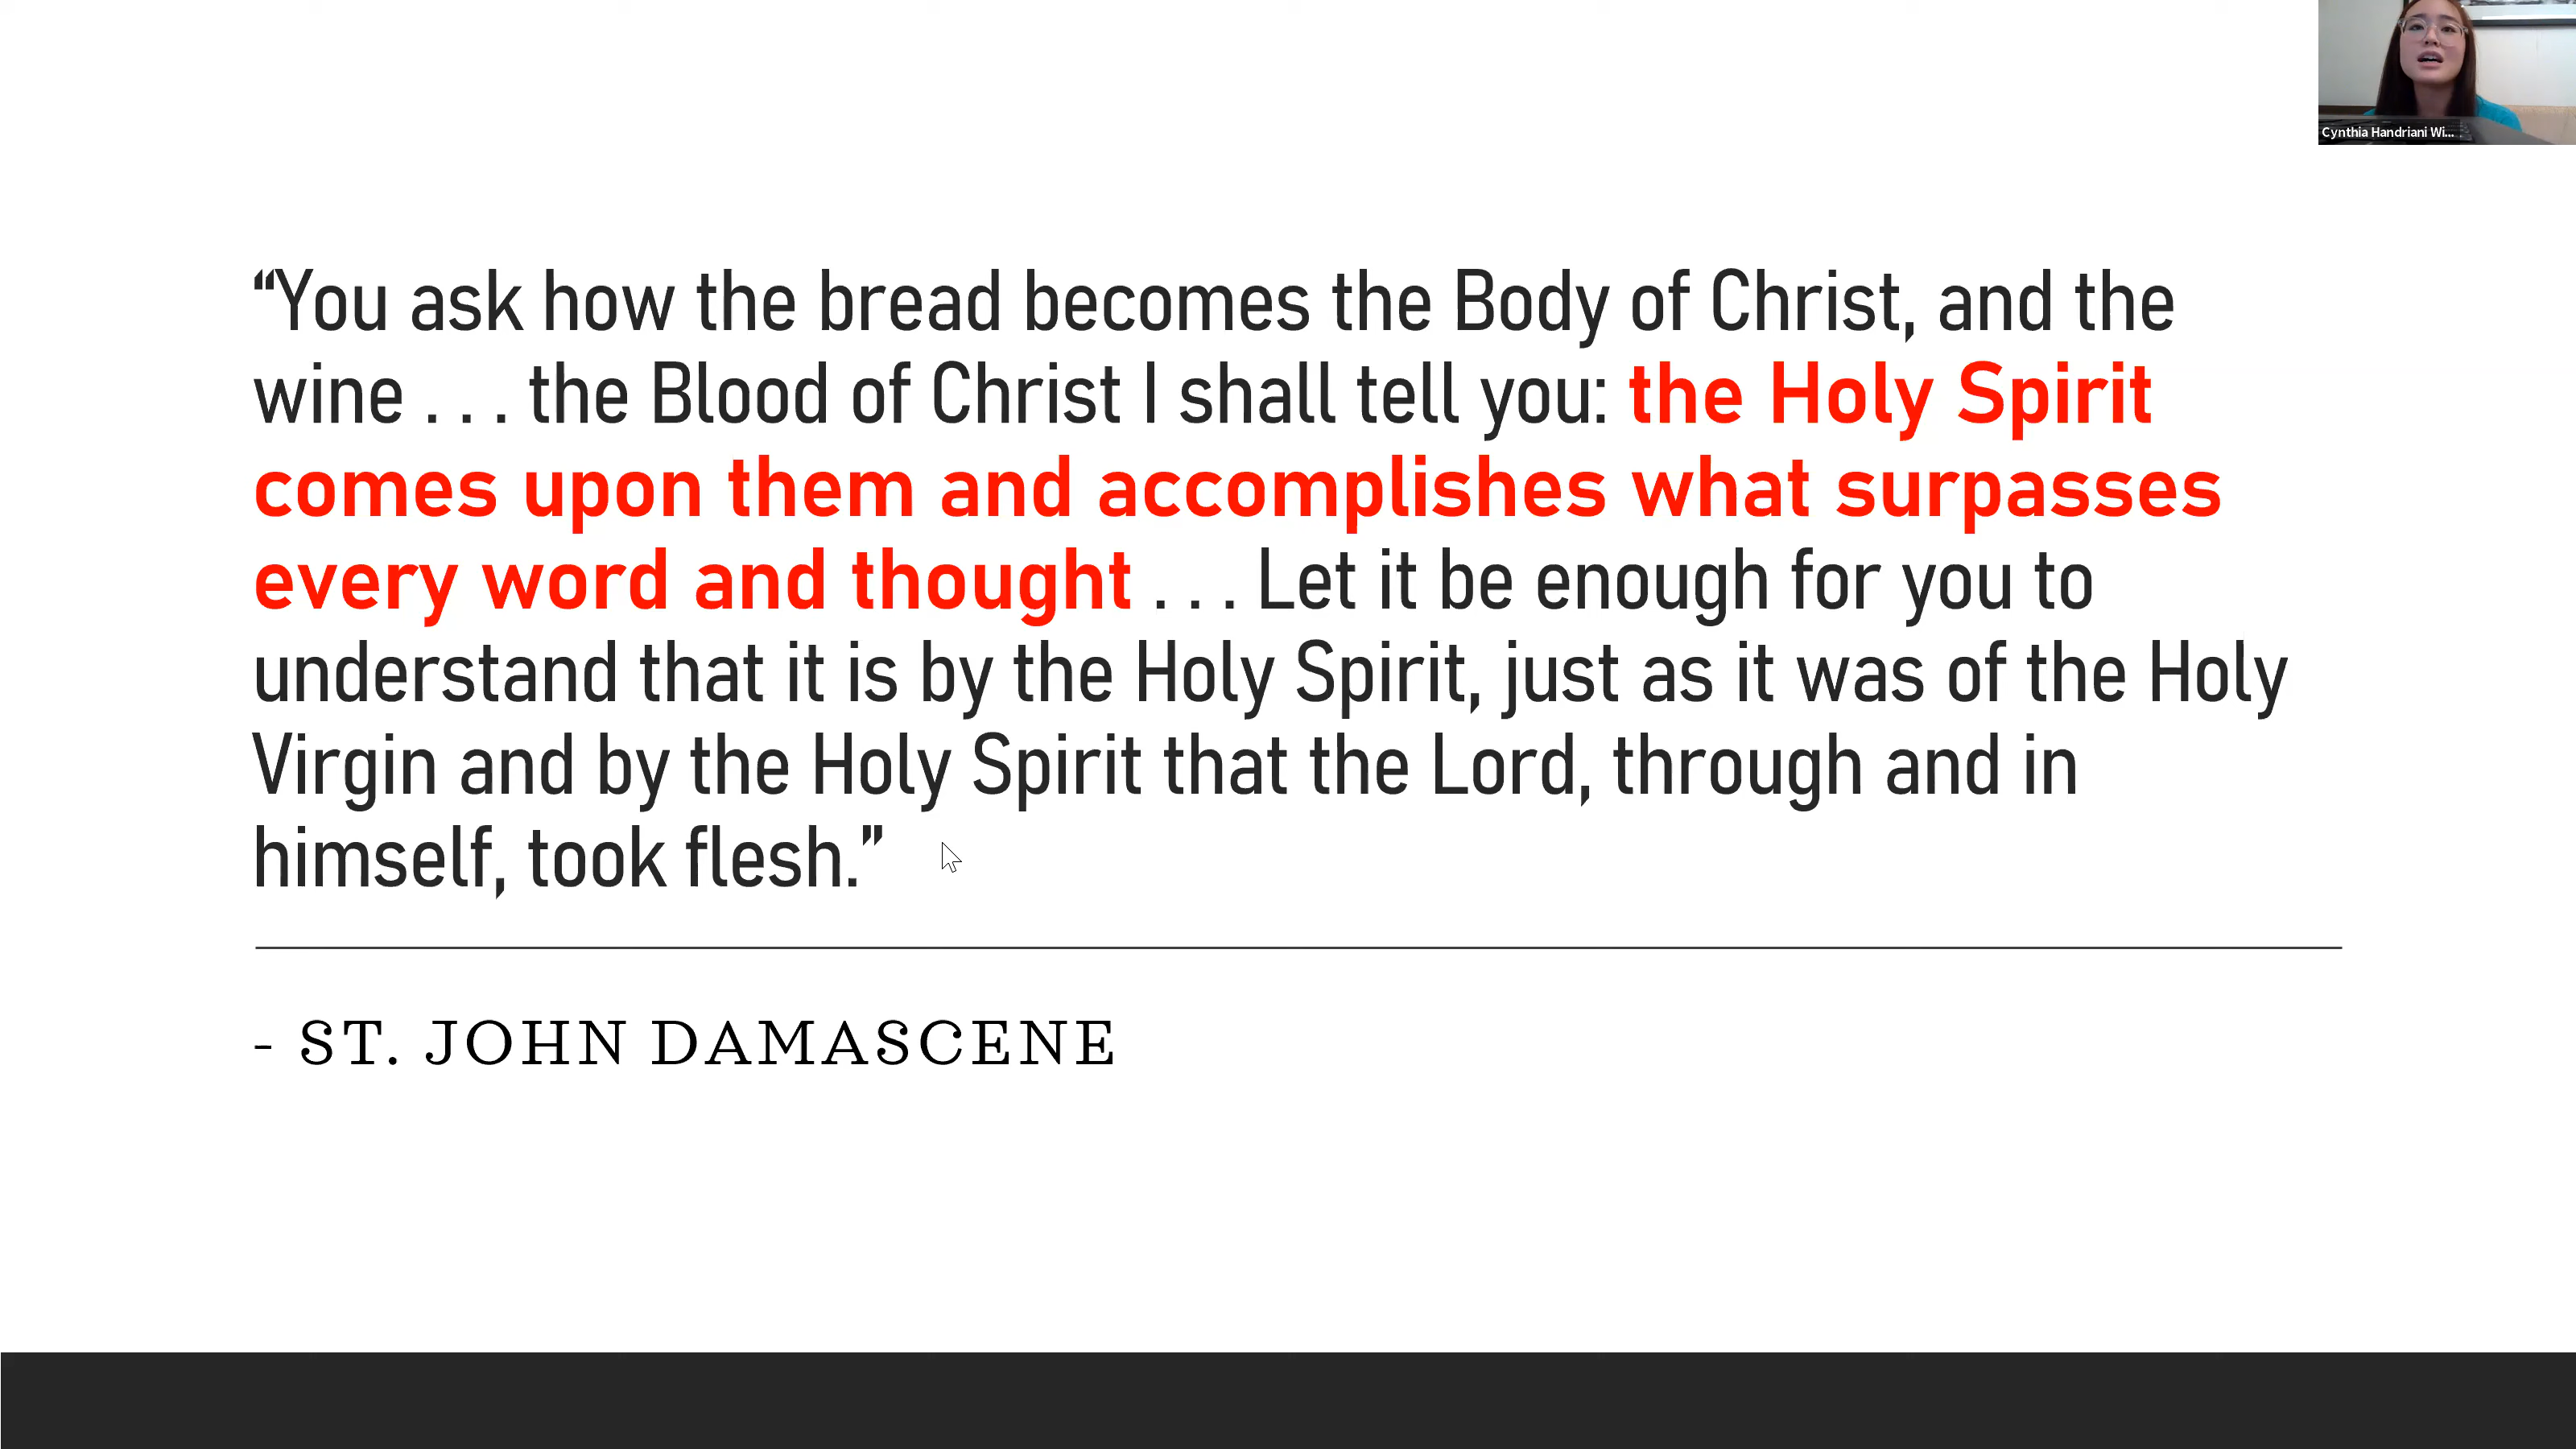 Cynthia Handriani Wi...
“You ask how the bread becomes the Body of Christ, and the
wine . . . the Blood of Christ I shall tell you: the Holy Spirit
comes upon them and accomplishes what surpasses
every word and thought . . . Let it be enough for you to
understand that it is by the Holy Spirit, just as it was of the Holy
Virgin and by the Holy Spirit that the Lord, through and in
himself, took flesh.”
- ST. JOHN DAMASCENE